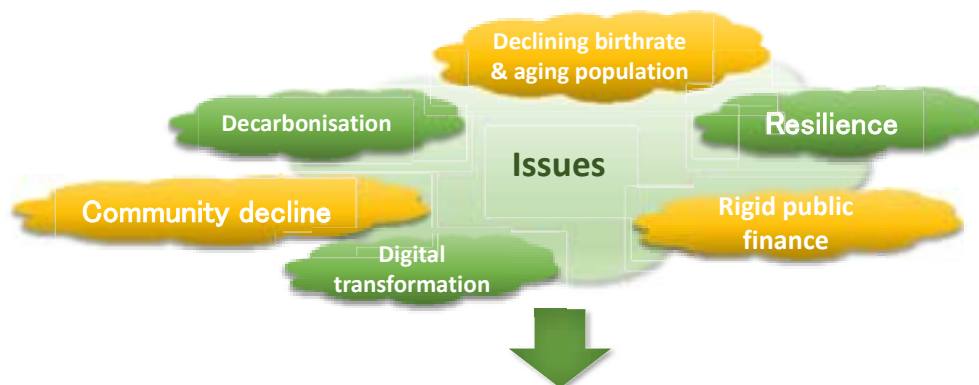 Declining birthrate
& aging population
Decarbonisation
Resilience
Issues
Community decline
Rigid public
finance
Digital
transformation